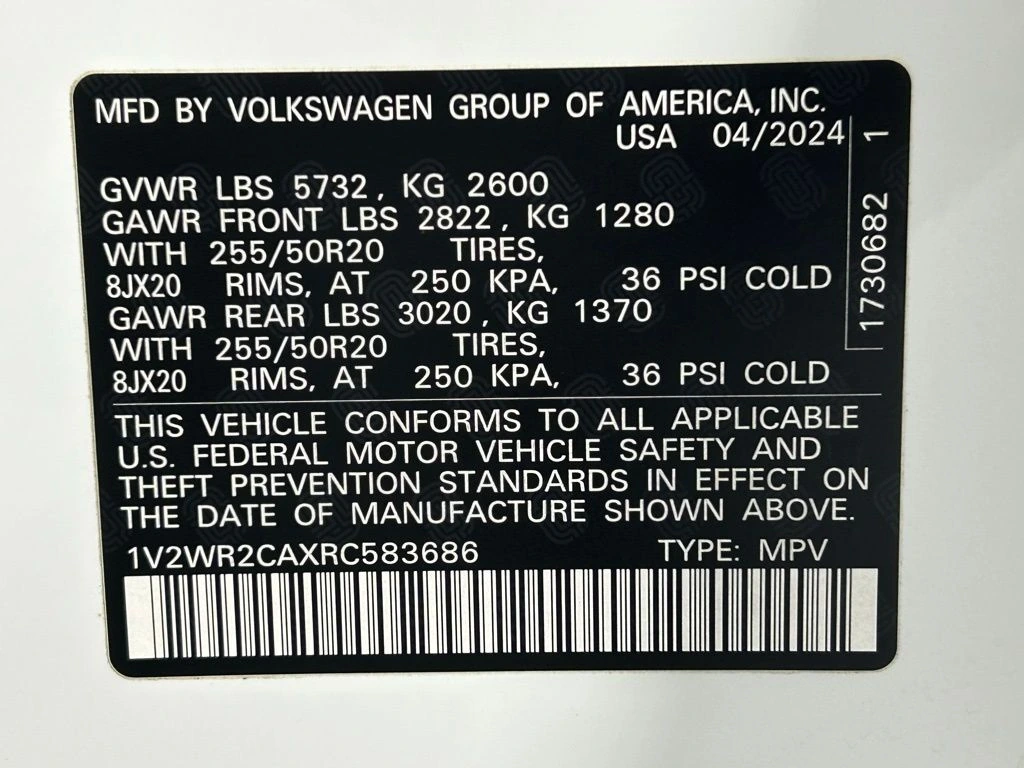 MFD BY VOLKSWAGEN GROUP OF AMERICA, INC.
USA 04/2024
GVWR LBS 5732, KG 2600
GAWR FRONT LBS 2822, KG 1280
WITH 255/50R20 TIRES,
8JX20 RIMS, AT 250 KPA, 36 PSI COLD
GAWR REAR LBS 3020, KG 1370
WITH 255/50R20 TIRES,
8JX20 RIMS, AT 250 KPA, 36 PSI COLD
THIS VEHICLE CONFORMS TO ALL APPLICABLE
U.S. FEDERAL MOTOR VEHICLE SAFETY AND
THEFT PREVENTION STANDARDS IN EFFECT ON
THE DATE OF MANUFACTURE SHOWN ABOVE.
1V2WR2CAXRC583686 TYPE: MPV
1730682 1